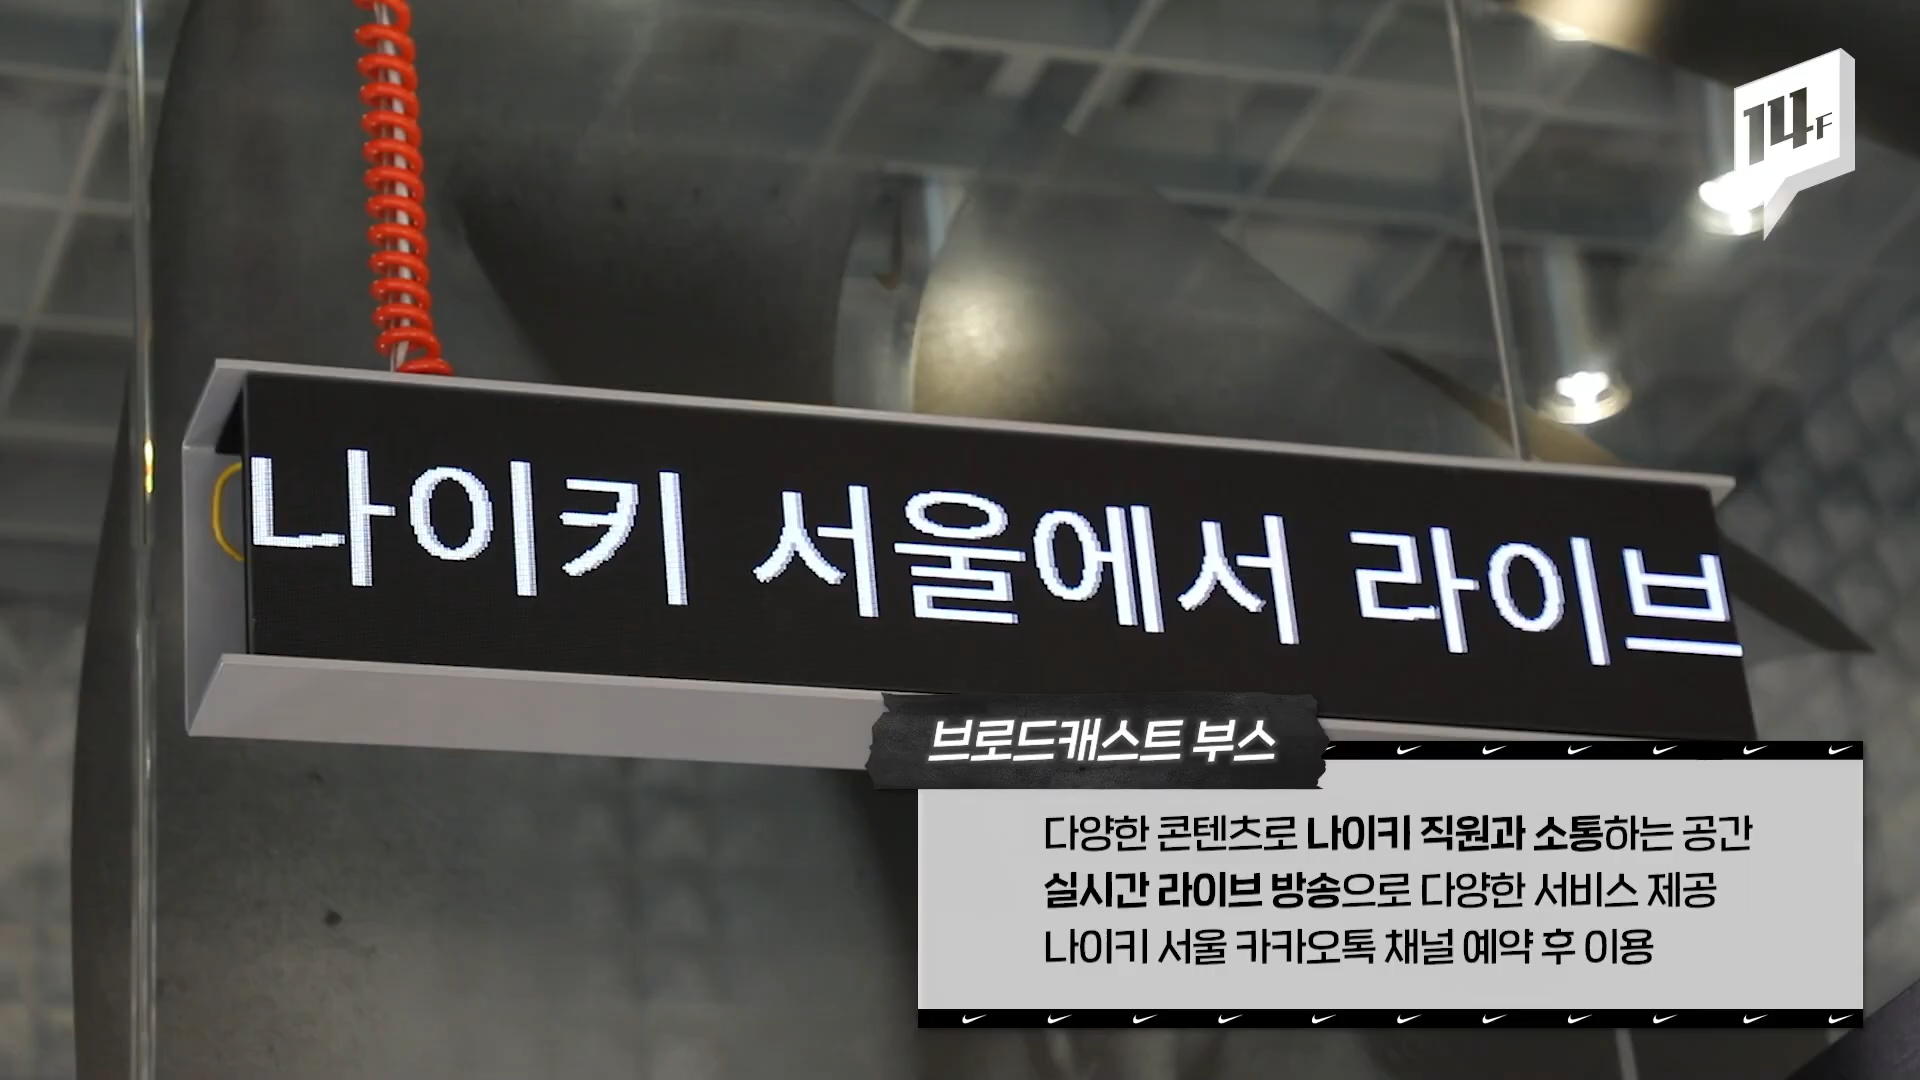 14F
나이키 서울에서 라이브
브로드캐스트 부스
다양한 콘텐츠로 나이키 직원과 소통하는 공간
실시간 라이브 방송으로 다양한 서비스 제공
나이키 서울 카카오톡 채널 예약 후 이용